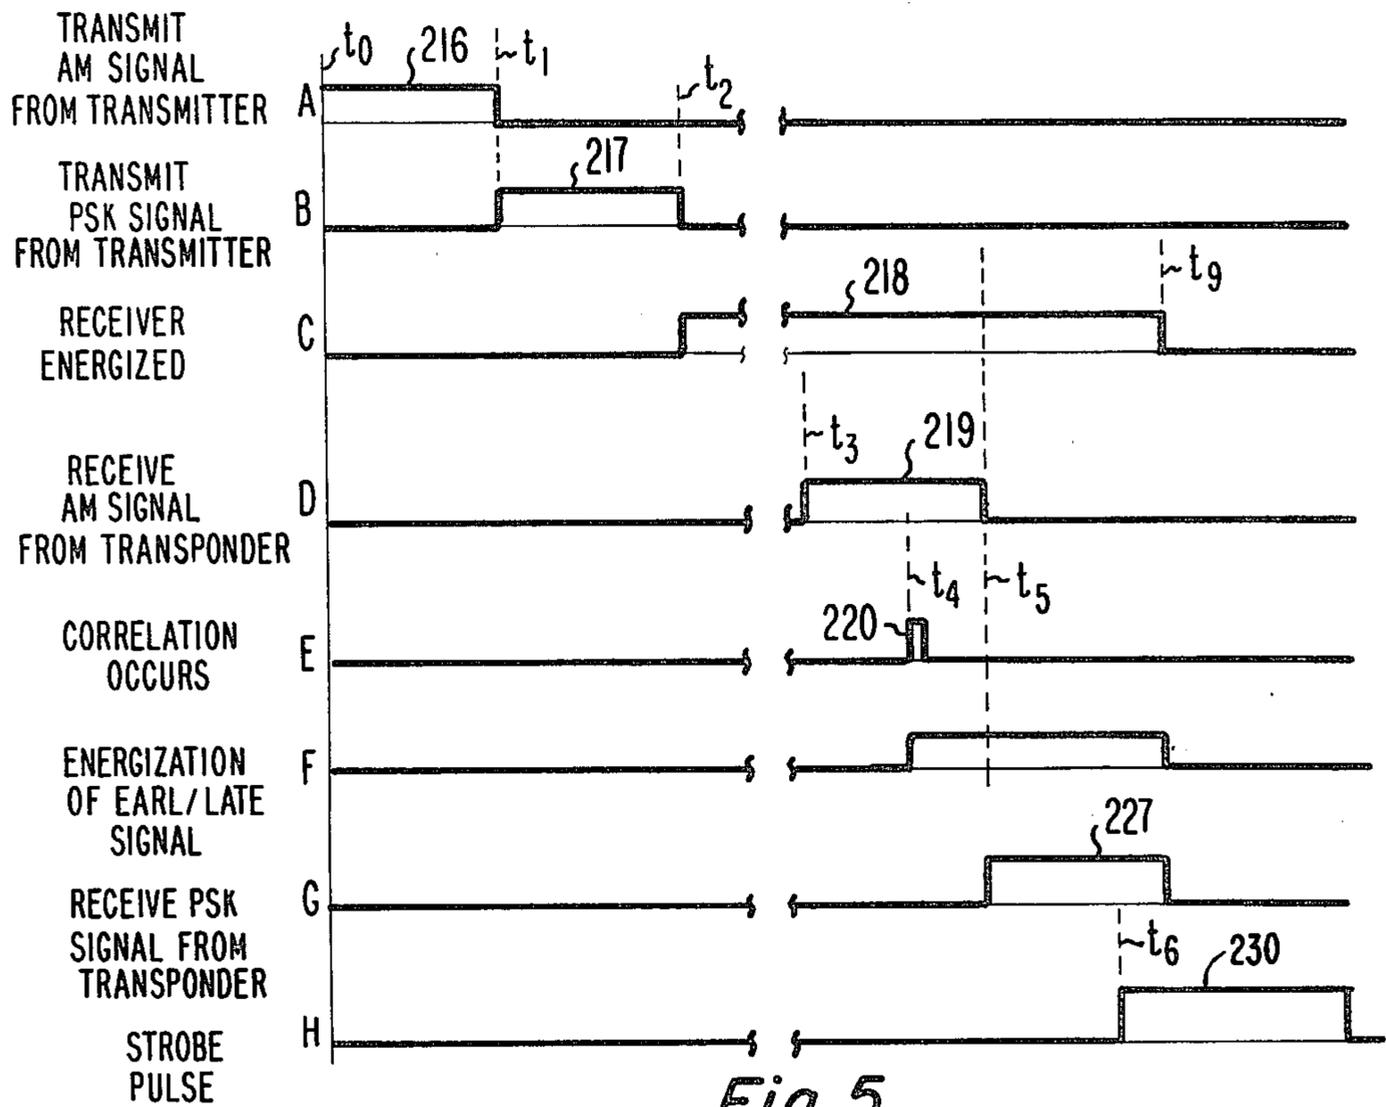 TRANSMIT
AM SIGNAL
FROM TRANSMITTER
A
t0
216
t1
t2
TRANSMIT
PSK SIGNAL
FROM TRANSMITTER
B
217
RECEIVER
ENERGIZED
C
218
t9
RECEIVE
AM SIGNAL
FROM TRANSPONDER
D
t3
219
CORRELATION
OCCURS
E
220
t4
t5
ENERGIZATION
OF EARL/LATE
SIGNAL
F
RECEIVE PSK
SIGNAL FROM
TRANSPONDER
G
227
STROBE
PULSE
H
t6
230
Fig 5